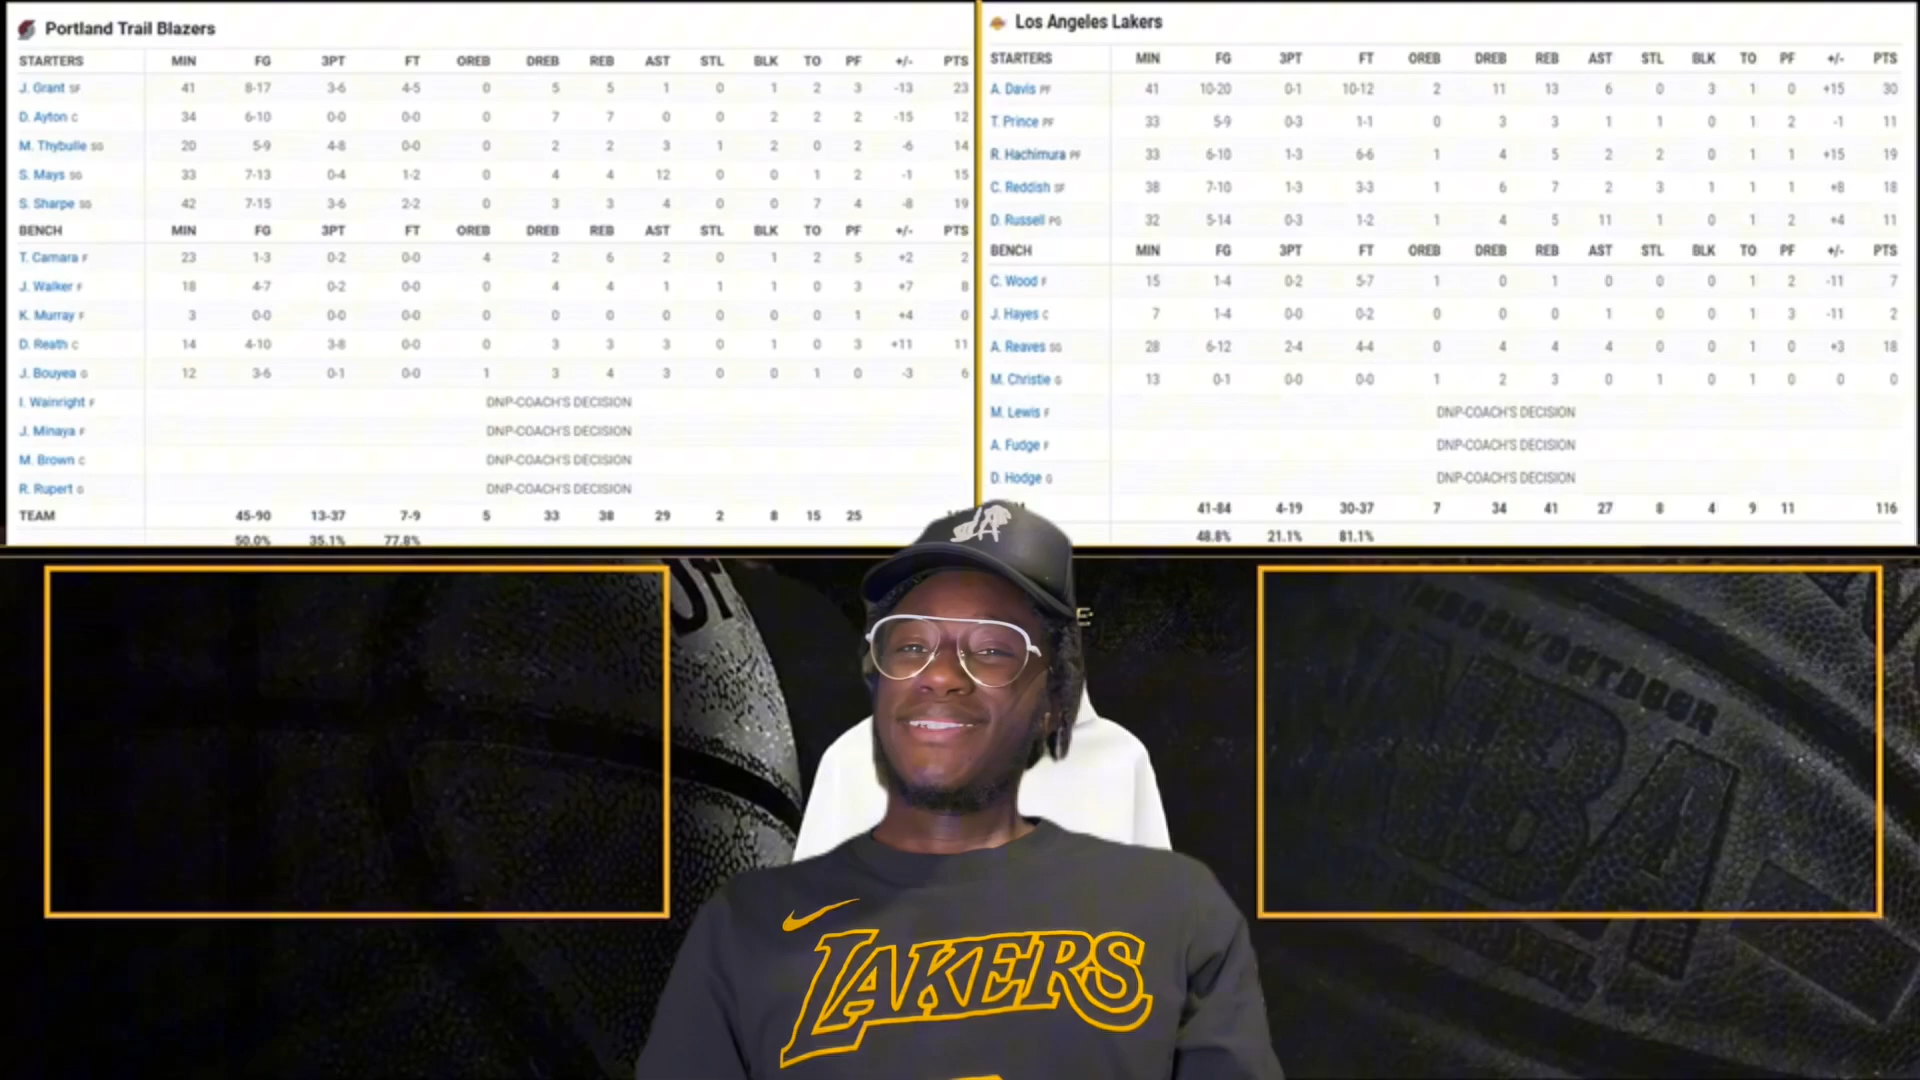 Portland Trail Blazers
STARTERS MIN FG 3PT FT OREB DREB REB AST STL BLK TO PF +/- PTS
J. Grant SF 41 8-17 3-6 4-5 0 5 5 1 0 1 2 3 -13 23
D. Ayton C 34 6-10 0-0 0-0 0 7 7 0 0 2 2 2 -15 12
M. Thybulle SG 20 5-9 4-8 0-0 0 2 2 3 1 2 0 2 -6 14
S. Mays SG 33 7-13 0-4 1-2 0 4 4 12 0 0 1 2 -1 15
S. Sharpe SG 42 7-15 3-6 2-2 0 3 3 4 0 0 7 4 -8 19
BENCH MIN FG 3PT FT OREB DREB REB AST STL BLK TO PF +/- PTS
T. Camara F 23 1-3 0-2 0-0 4 2 6 2 0 1 2 5 +2 2
J. Walker F 18 4-7 0-2 0-0 0 4 4 1 1 1 0 3 +7 8
K. Murray F 3 0-0 0-0 0-0 0 0 0 0 0 0 0 1 +4 0
D. Reath C 14 4-10 3-8 0-0 0 3 3 3 0 1 0 3 +11 11
J. Bouyea G 12 3-6 0-1 0-0 1 3 4 3 0 0 1 0 -3 6
I. Wainright F DNP-COACH'S DECISION
J. Minaya F DNP-COACH'S DECISION
M. Brown C DNP-COACH'S DECISION
R. Rupert G DNP-COACH'S DECISION
TEAM 45-90 13-37 7-9 5 33 38 29 2 8 15 25
50.0% 35.1% 77.8%
Los Angeles Lakers
STARTERS MIN FG 3PT FT OREB DREB REB AST STL BLK TO PF +/- PTS
A. Davis PF 41 10-20 0-1 10-12 2 11 13 6 0 3 1 0 +15 30
T. Prince PF 33 5-9 0-3 1-1 0 3 3 1 1 0 1 2 -1 11
R. Hachimura PF 33 6-10 1-3 6-6 1 4 5 2 2 0 1 1 +15 19
C. Reddish SF 38 7-10 1-3 3-3 1 6 7 2 3 1 1 1 +8 18
D. Russell PG 32 5-14 0-3 1-2 1 4 5 11 1 0 1 2 +4 11
BENCH MIN FG 3PT FT OREB DREB REB AST STL BLK TO PF +/- PTS
C. Wood F 15 1-4 0-2 5-7 1 0 1 0 0 0 1 2 -11 7
J. Hayes C 7 1-4 0-0 0-2 0 0 0 1 0 0 1 3 -11 2
A. Reaves SG 28 6-12 2-4 4-4 0 4 4 4 0 0 1 0 +3 18
M. Christie G 13 0-1 0-0 0-0 1 2 3 0 1 0 1 0 0 0
M. Lewis F DNP-COACH'S DECISION
A. Fudge F DNP-COACH'S DECISION
D. Hodge G DNP-COACH'S DECISION
41-84 4-19 30-37 7 34 41 27 8 4 9 11 116
48.8% 21.1% 81.1%
LA
LAKERS
INDOOR/OUTDOOR
NBA